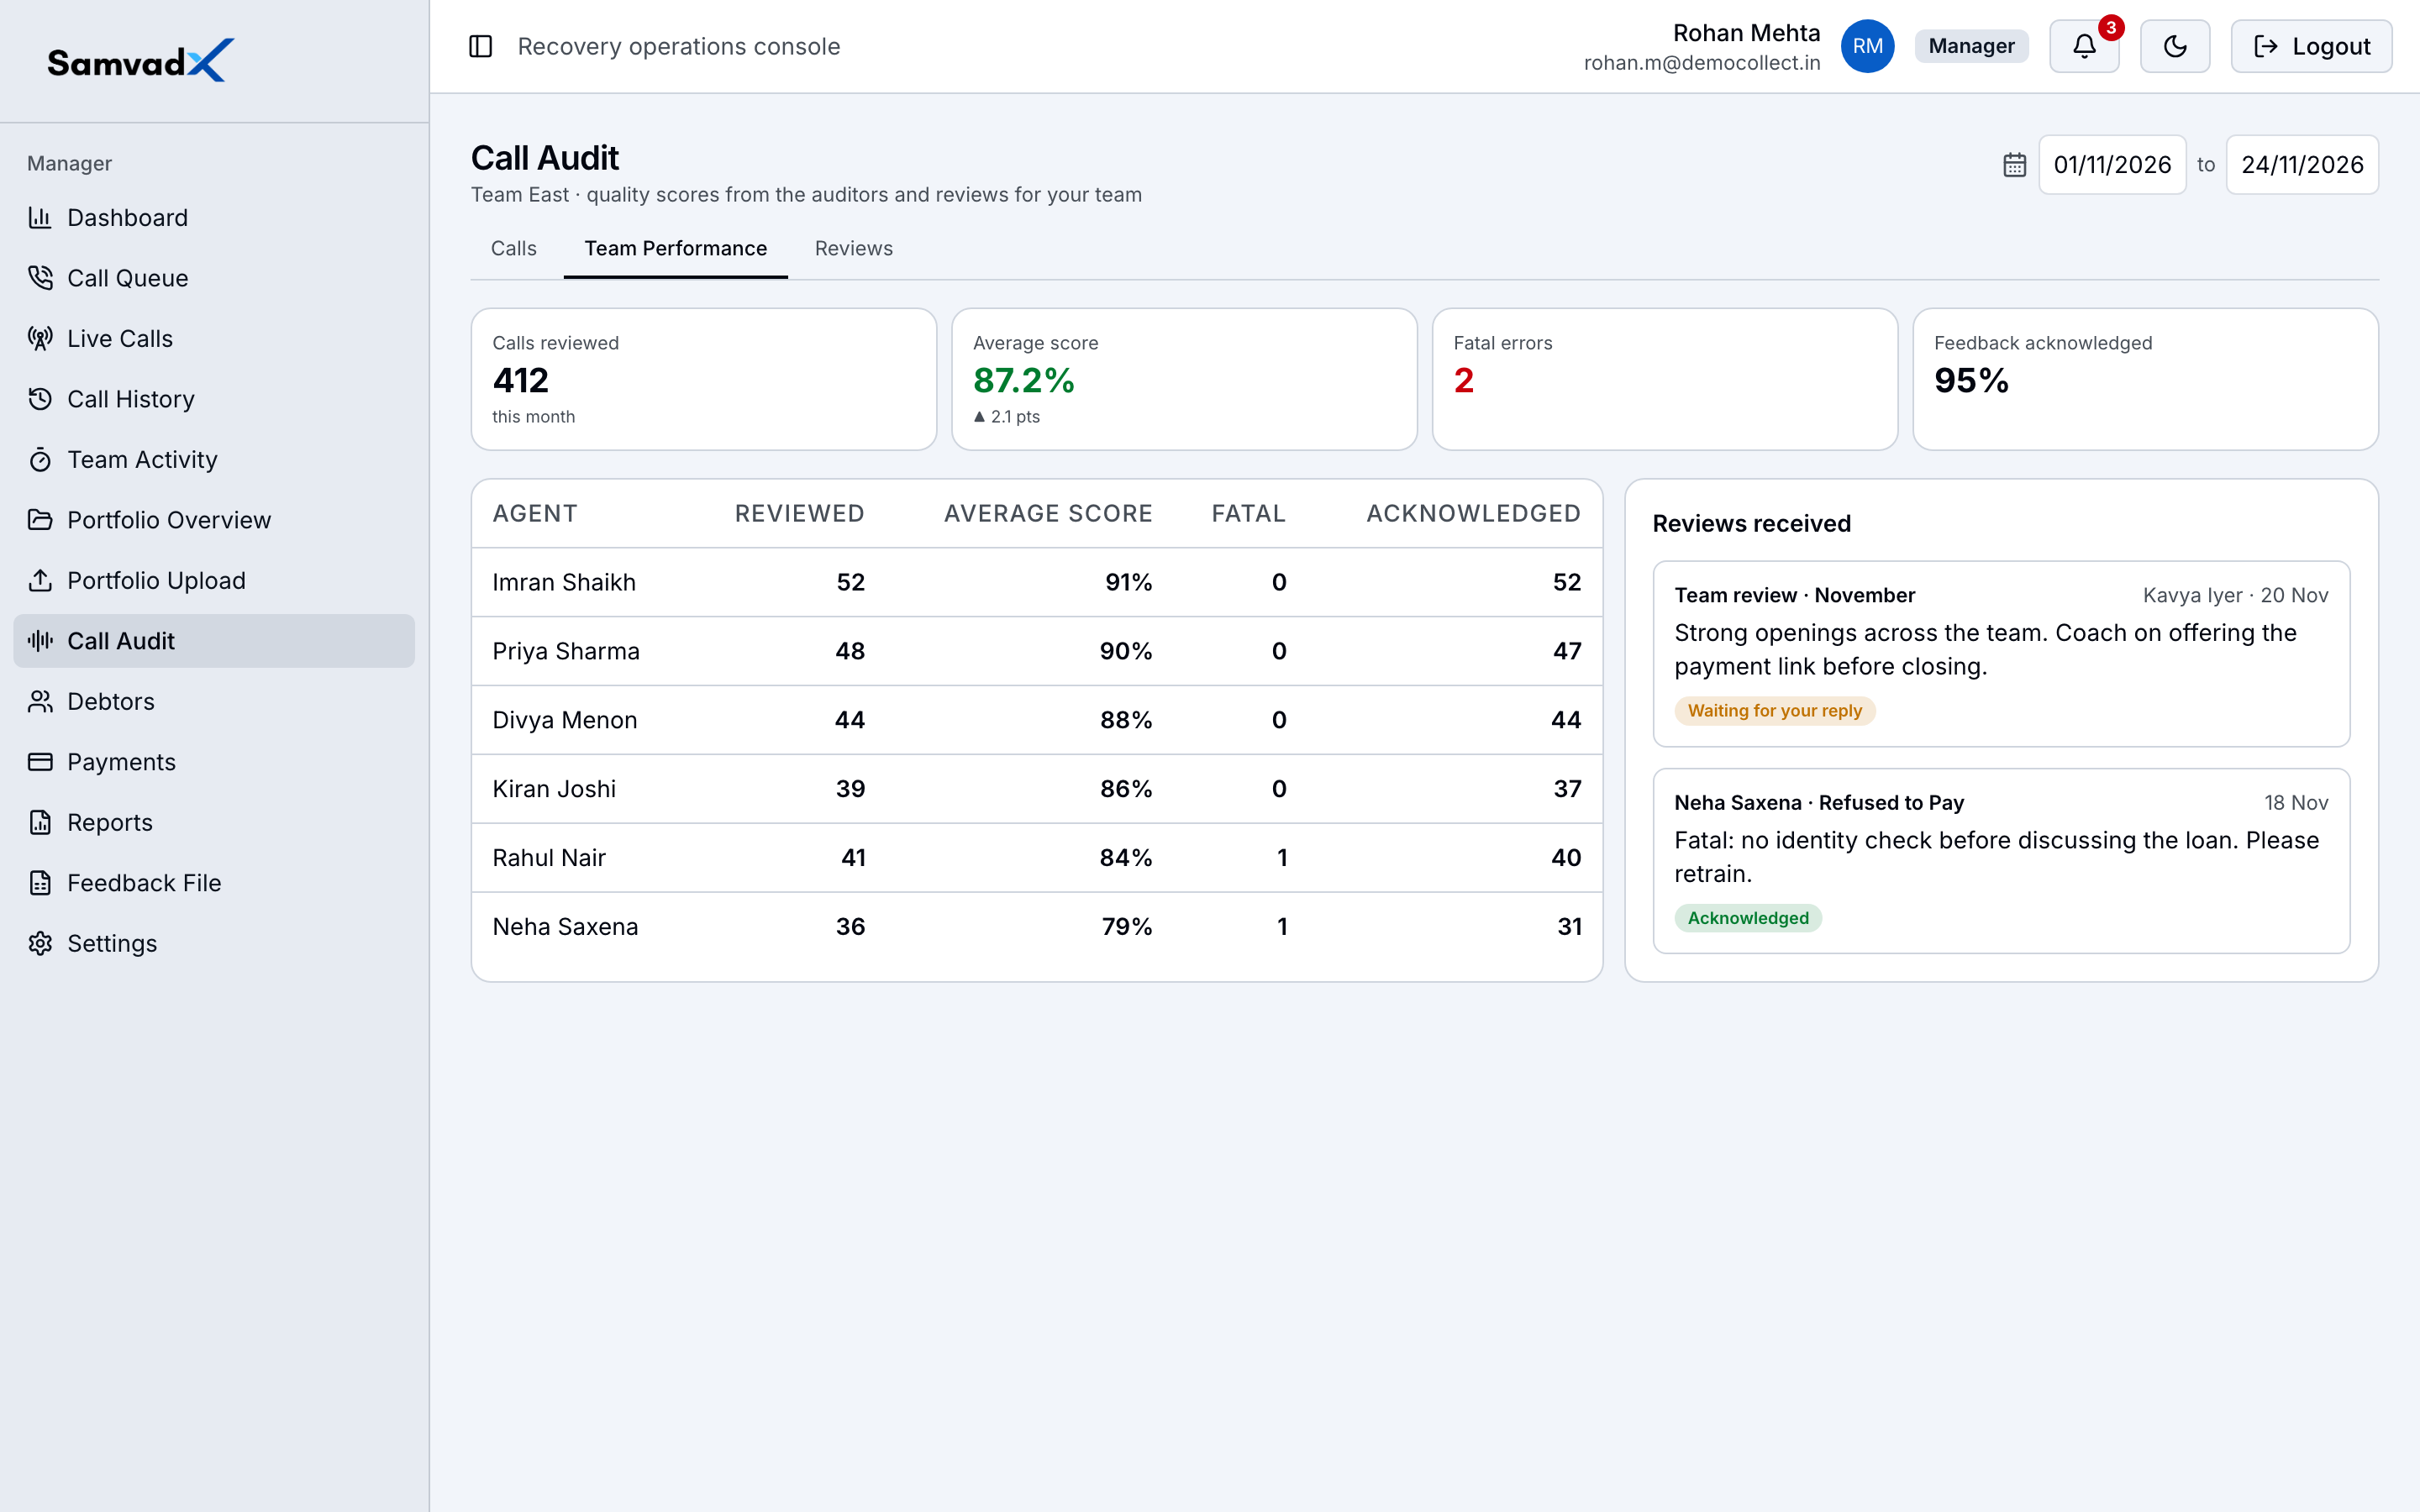 SamvadX
Recovery operations console
Rohan Mehta
rohan.m@democollect.in
RM
Manager
3
Logout
Manager
Dashboard
Call Queue
Live Calls
Call History
Team Activity
Portfolio Overview
Portfolio Upload
Call Audit
Debtors
Payments
Reports
Feedback File
Settings
Call Audit
Team East · quality scores from the auditors and reviews for your team
01/11/2026 to 24/11/2026
Calls Team Performance Reviews
Calls reviewed
412
this month
Average score
87.2%
▲ 2.1 pts
Fatal errors
2
Feedback acknowledged
95%
AGENT REVIEWED AVERAGE SCORE FATAL ACKNOWLEDGED
Imran Shaikh 52 91% 0 52
Priya Sharma 48 90% 0 47
Divya Menon 44 88% 0 44
Kiran Joshi 39 86% 0 37
Rahul Nair 41 84% 1 40
Neha Saxena 36 79% 1 31
Reviews received
Team review · November Kavya Iyer · 20 Nov
Strong openings across the team. Coach on offering the
payment link before closing.
Waiting for your reply
Neha Saxena · Refused to Pay 18 Nov
Fatal: no identity check before discussing the loan. Please
retrain.
Acknowledged